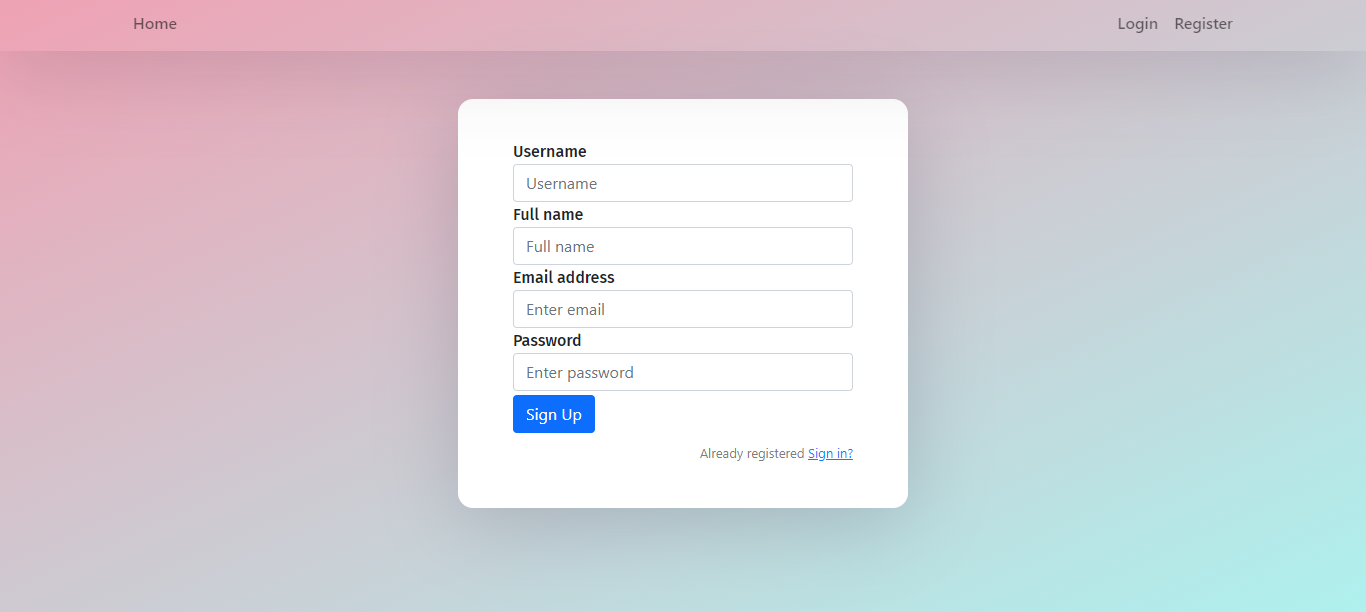 Home Login Register
Username
Username
Full name
Full name
Email address
Enter email
Password
Enter password
Sign Up
Already registered Sign in?